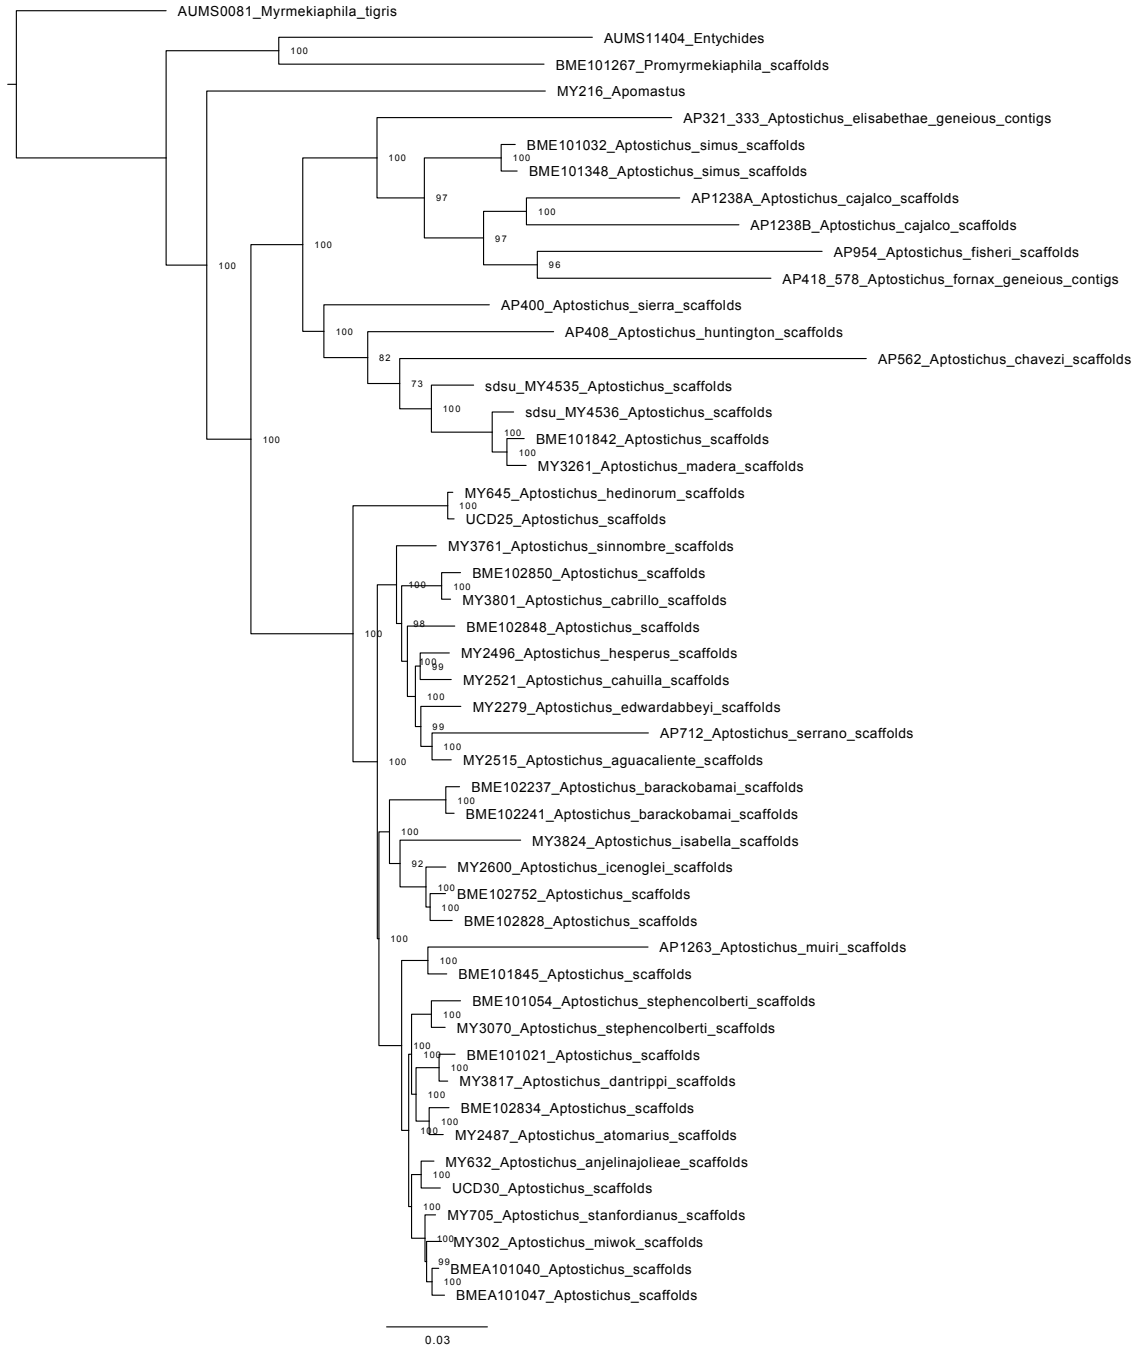 AUMS0081_Myrmekiaphila_tigris
AUMS11404_Entychides
100
BME101267_Promyrmekiaphila_scaffolds
MY216_Apomastus
AP321_333_Aptostichus_elisabethae_geneious_contigs
BME101032_Aptostichus_simus_scaffolds
100
100
BME101348_Aptostichus_simus_scaffolds
97
AP1238A_Aptostichus_cajalco_scaffolds
100
AP1238B_Aptostichus_cajalco_scaffolds
97
100
AP954_Aptostichus_fisheri_scaffolds
100
96
AP418_578_Aptostichus_fornax_geneious_contigs
AP400_Aptostichus_sierra_scaffolds
100
AP408_Aptostichus_huntington_scaffolds
82
AP562_Aptostichus_chavezi_scaffolds
73
sdsu_MY4535_Aptostichus_scaffolds
100
sdsu_MY4536_Aptostichus_scaffolds
100
100
BME101842_Aptostichus_scaffolds
100
MY3261_Aptostichus_madera_scaffolds
MY645_Aptostichus_hedinorum_scaffolds
100
UCD25_Aptostichus_scaffolds
MY3761_Aptostichus_sinnombre_scaffolds
BME102850_Aptostichus_scaffolds
100
100
MY3801_Aptostichus_cabrillo_scaffolds
98
BME102848_Aptostichus_scaffolds
100
MY2496_Aptostichus_hesperus_scaffolds
100
99
MY2521_Aptostichus_cahuilla_scaffolds
100
MY2279_Aptostichus_edwardabbeyi_scaffolds
99
AP712_Aptostichus_serrano_scaffolds
100
100
MY2515_Aptostichus_aguacaliente_scaffolds
BME102237_Aptostichus_barackobamai_scaffolds
100
BME102241_Aptostichus_barackobamai_scaffolds
100
MY3824_Aptostichus_isabella_scaffolds
92
MY2600_Aptostichus_icenoglei_scaffolds
100
BME102752_Aptostichus_scaffolds
100
BME102828_Aptostichus_scaffolds
100
AP1263_Aptostichus_muiri_scaffolds
100
BME101845_Aptostichus_scaffolds
BME101054_Aptostichus_stephencolberti_scaffolds
100
MY3070_Aptostichus_stephencolberti_scaffolds
100
100
BME101021_Aptostichus_scaffolds
100
MY3817_Aptostichus_dantrippi_scaffolds
100
BME102834_Aptostichus_scaffolds
100
100
MY2487_Aptostichus_atomarius_scaffolds
MY632_Aptostichus_anjelinajolieae_scaffolds
100
UCD30_Aptostichus_scaffolds
100
MY705_Aptostichus_stanfordianus_scaffolds
100
MY302_Aptostichus_miwok_scaffolds
99
BMEA101040_Aptostichus_scaffolds
100
BMEA101047_Aptostichus_scaffolds
0.03